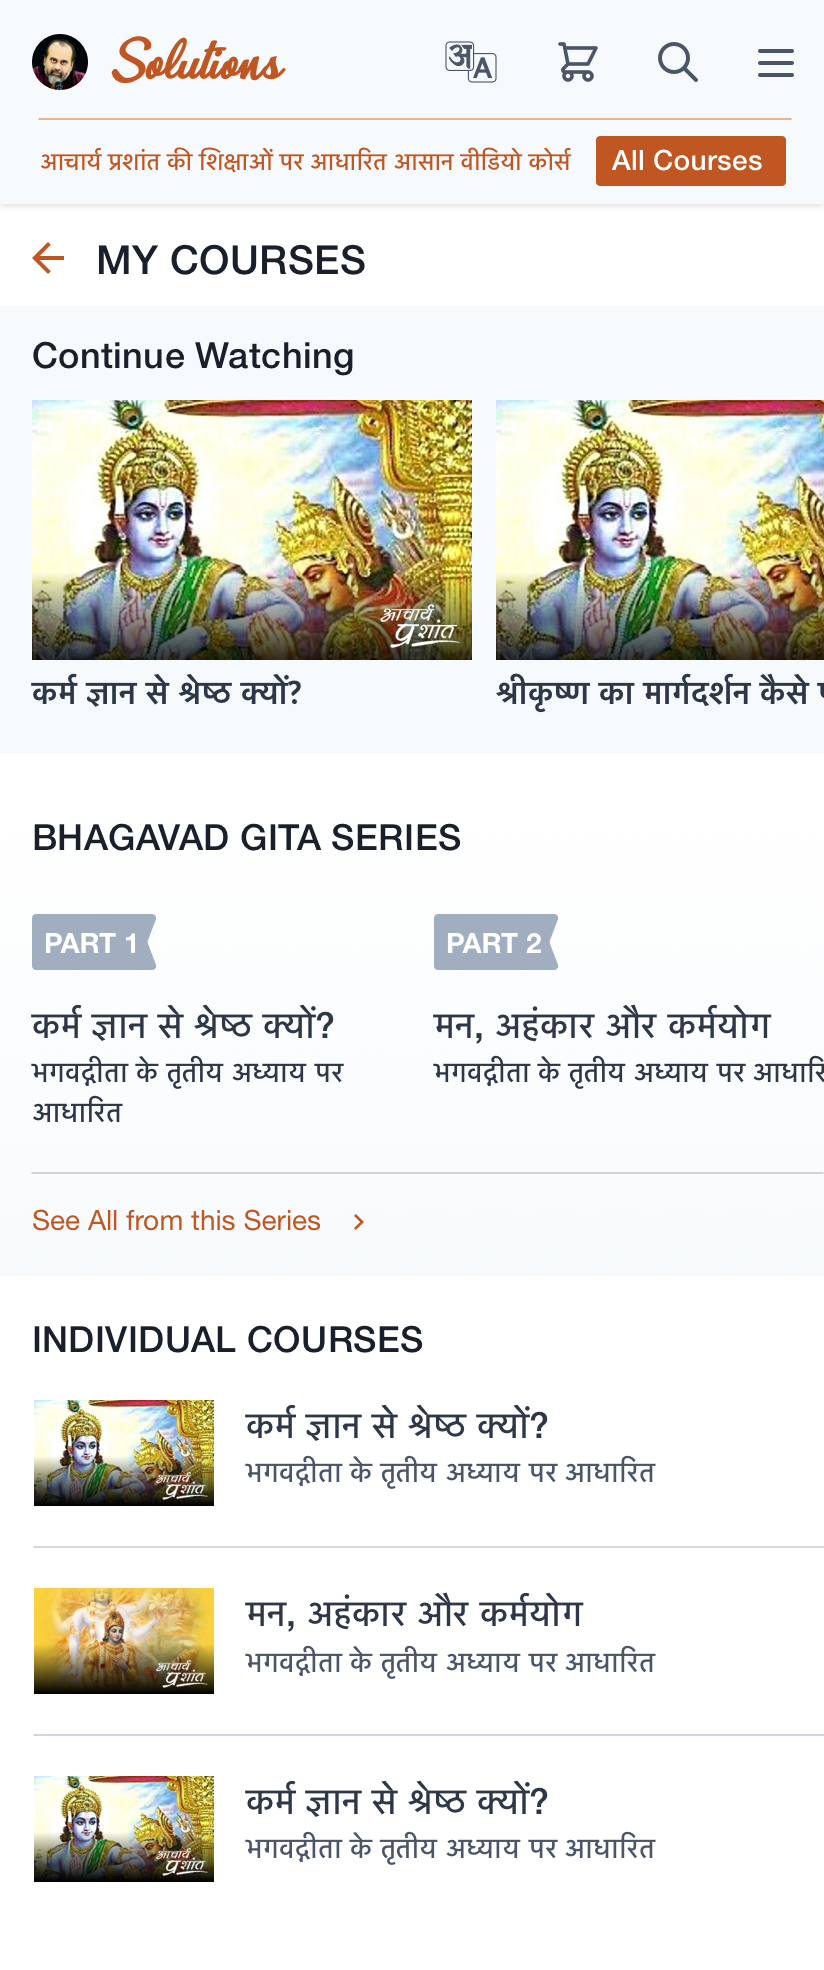 Solutions
अ A
आचार्य प्रशांत की शिक्षाओं पर आधारित आसान वीडियो कोर्स
All Courses
MY COURSES
Continue Watching
आचार्य
प्रशांत
कर्म ज्ञान से श्रेष्ठ क्यों?
श्रीकृष्ण का मार्गदर्शन कैसे
BHAGAVAD GITA SERIES
PART 1
PART 2
कर्म ज्ञान से श्रेष्ठ क्यों?
मन, अहंकार और कर्मयोग
भगवद्गीता के तृतीय अध्याय पर
आधारित
भगवद्गीता के तृतीय अध्याय पर आधारि
See All from this Series
INDIVIDUAL COURSES
आचार्य
प्रशांत
कर्म ज्ञान से श्रेष्ठ क्यों?
भगवद्गीता के तृतीय अध्याय पर आधारित
आचार्य
प्रशांत
मन, अहंकार और कर्मयोग
भगवद्गीता के तृतीय अध्याय पर आधारित
आचार्य
प्रशांत
कर्म ज्ञान से श्रेष्ठ क्यों?
भगवद्गीता के तृतीय अध्याय पर आधारित